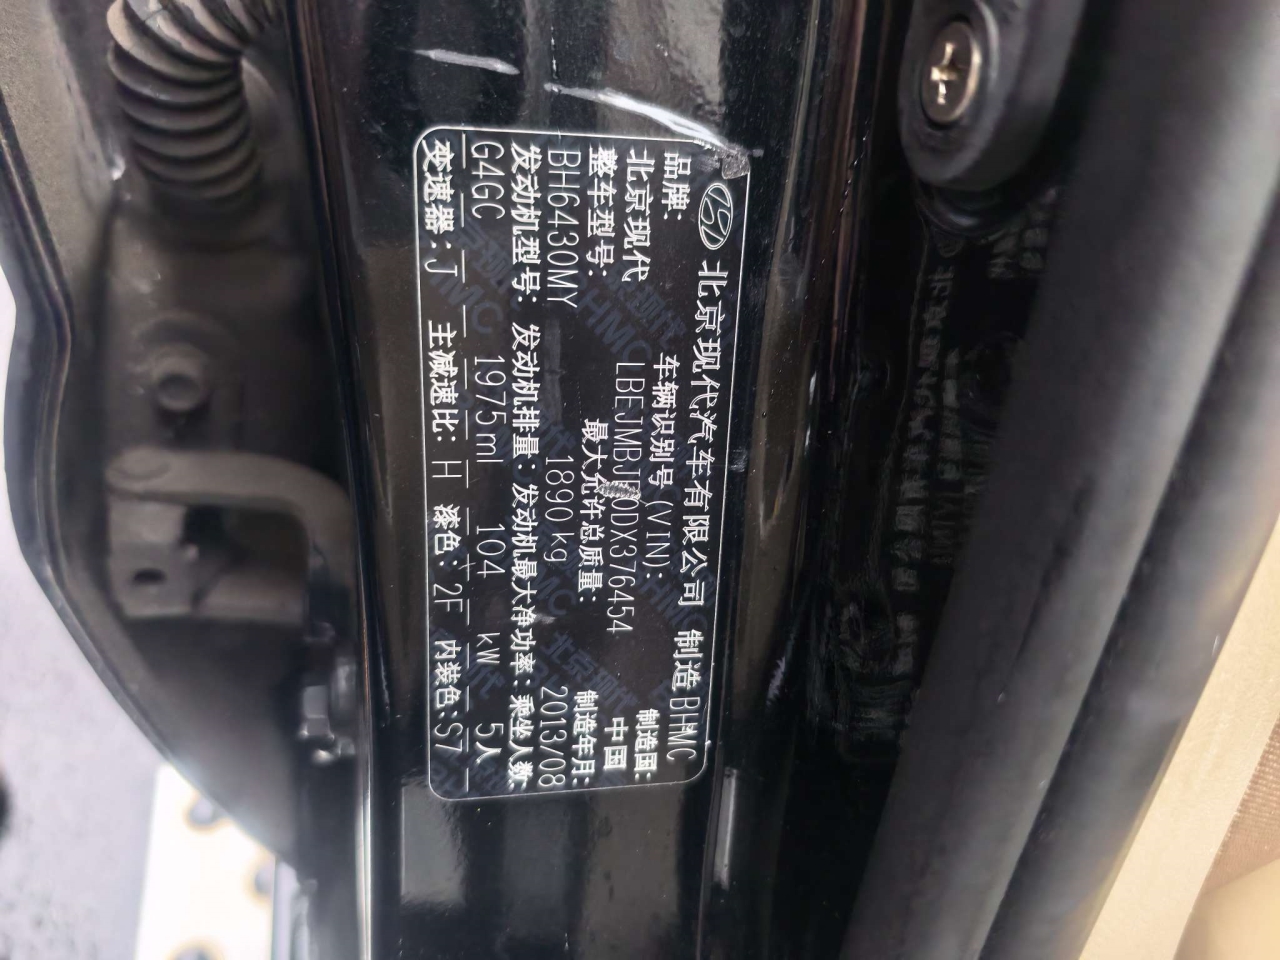 北京现代汽车有限公司 制造 BHMC
品牌: 车辆识别号(VIN): 制造国:
北京现代 LBEJMBJ 0DX376454 中国
整车型号: 最大允许总质量: 制造年月:
BH6430MY 1890kg 2013/08
发动机型号: 发动机排量: 发动机最大净功率: 乘坐人数:
G4GC 1975ml 104 kW 5人
变速器: J 主减速比: H 漆色: 2F 内装色: S7